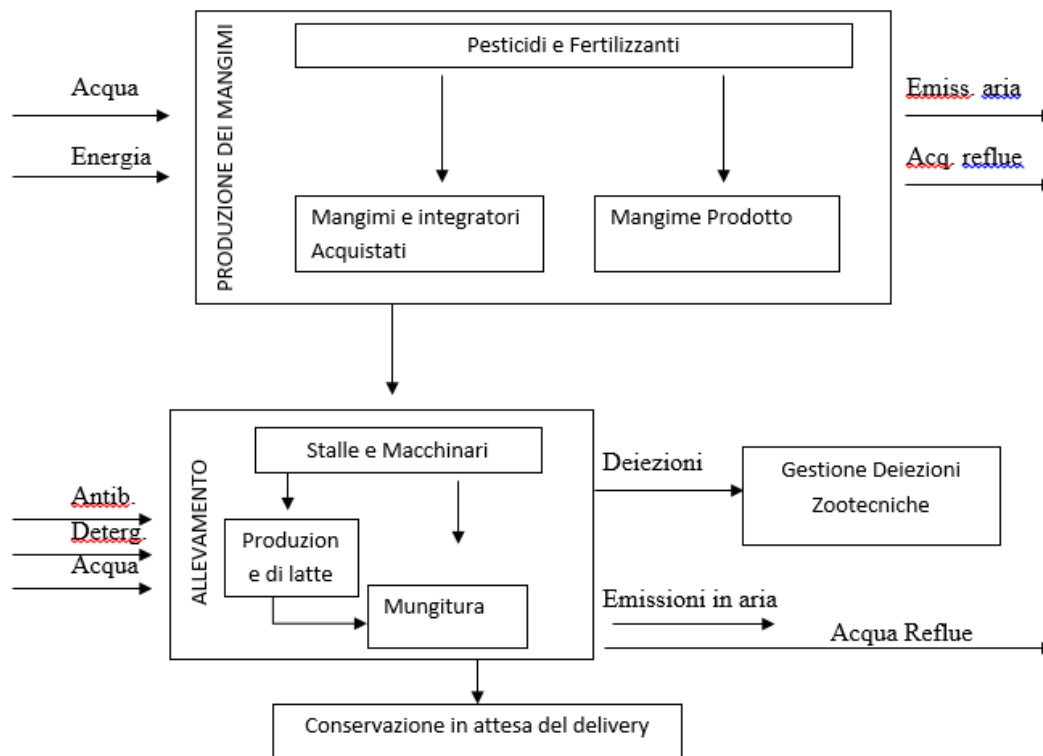 Pesticidi e Fertilizzanti
PRODUZIONE DEI MANGIMI
Acqua
Energia
Emiss. aria
Acq. reflue
Mangimi e integratori
Acquistati
Mangime Prodotto
ALLEVAMENTO
Stalle e Macchinari
Antib.
Deterg.
Acqua
Produzion
e di latte
Mungitura
Deiezioni
Gestione Deiezioni
Zootecniche
Emissioni in aria
Acqua Reflue
Conservazione in attesa del delivery